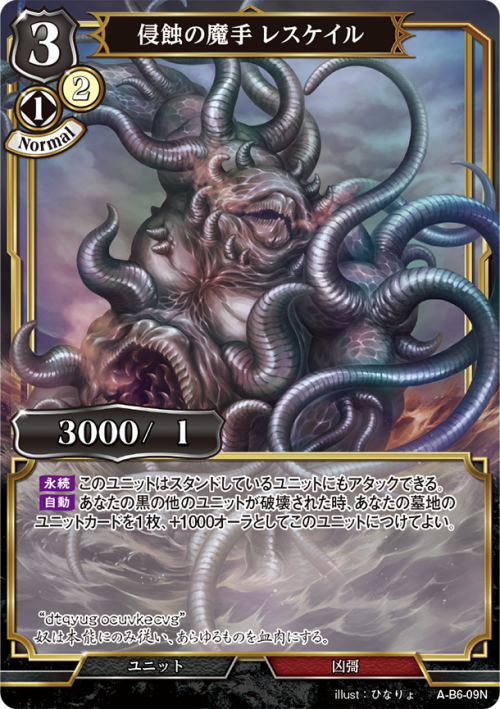 3
侵蝕の魔手 レスケイル
2
1
Normal
3000/ 1
永続 このユニットはスタンドしているユニットにもアタックできる。
自動 あなたの黒の他のユニットが破壊された時、あなたの墓地の
ユニットカードを1枚、+1000オーラとしてこのユニットにつけてよい。
“dtqyug ocuvkecvg”
奴は本能にのみ従い、あらゆるものを血肉にする。
ユニット
凶彌
illust：ひなりょ
A-B6-09N